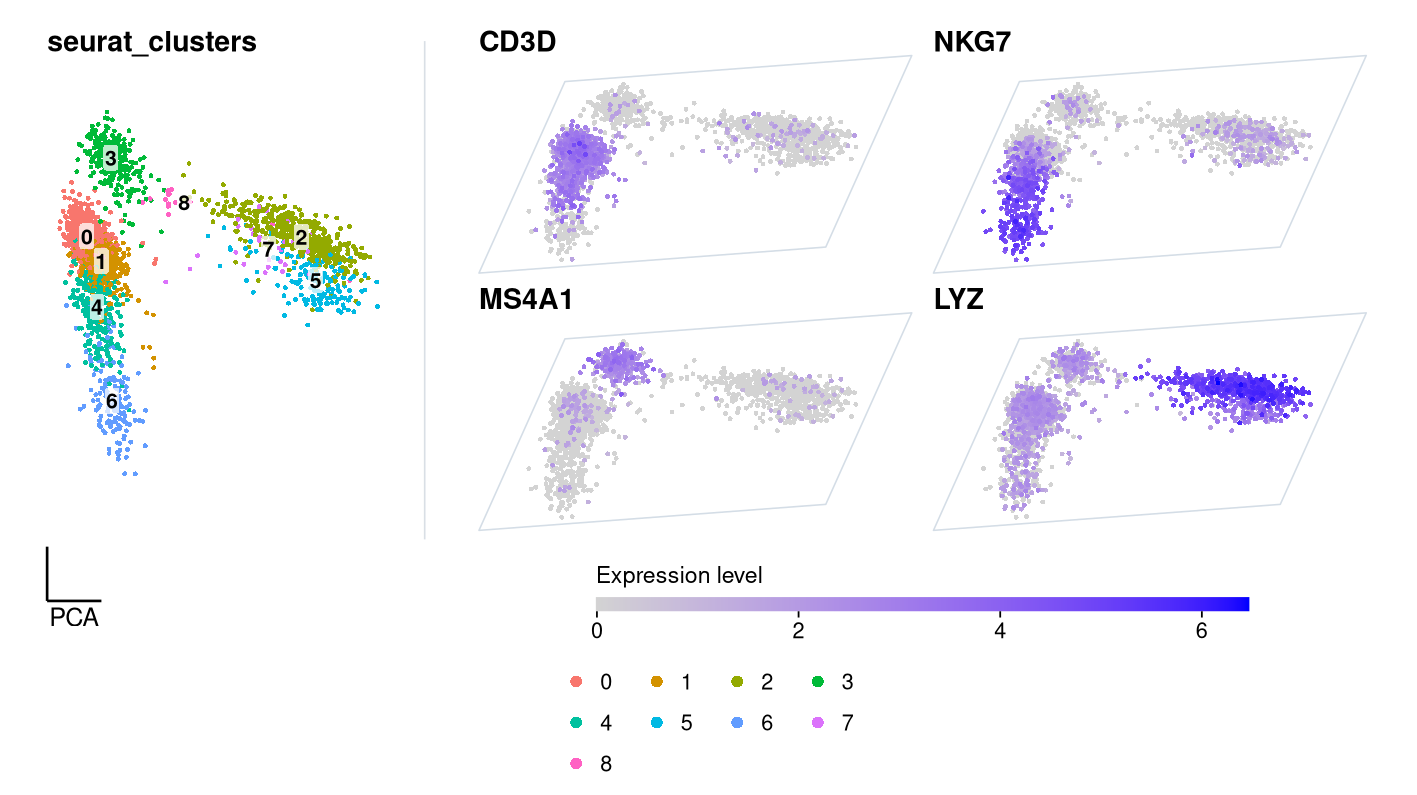 seurat_clusters
CD3D
NKG7
3
8
0
2
7
1
5
4
6
MS4A1
LYZ
PCA
Expression level
0 2 4 6
0 1 2 3
4 5 6 7
8